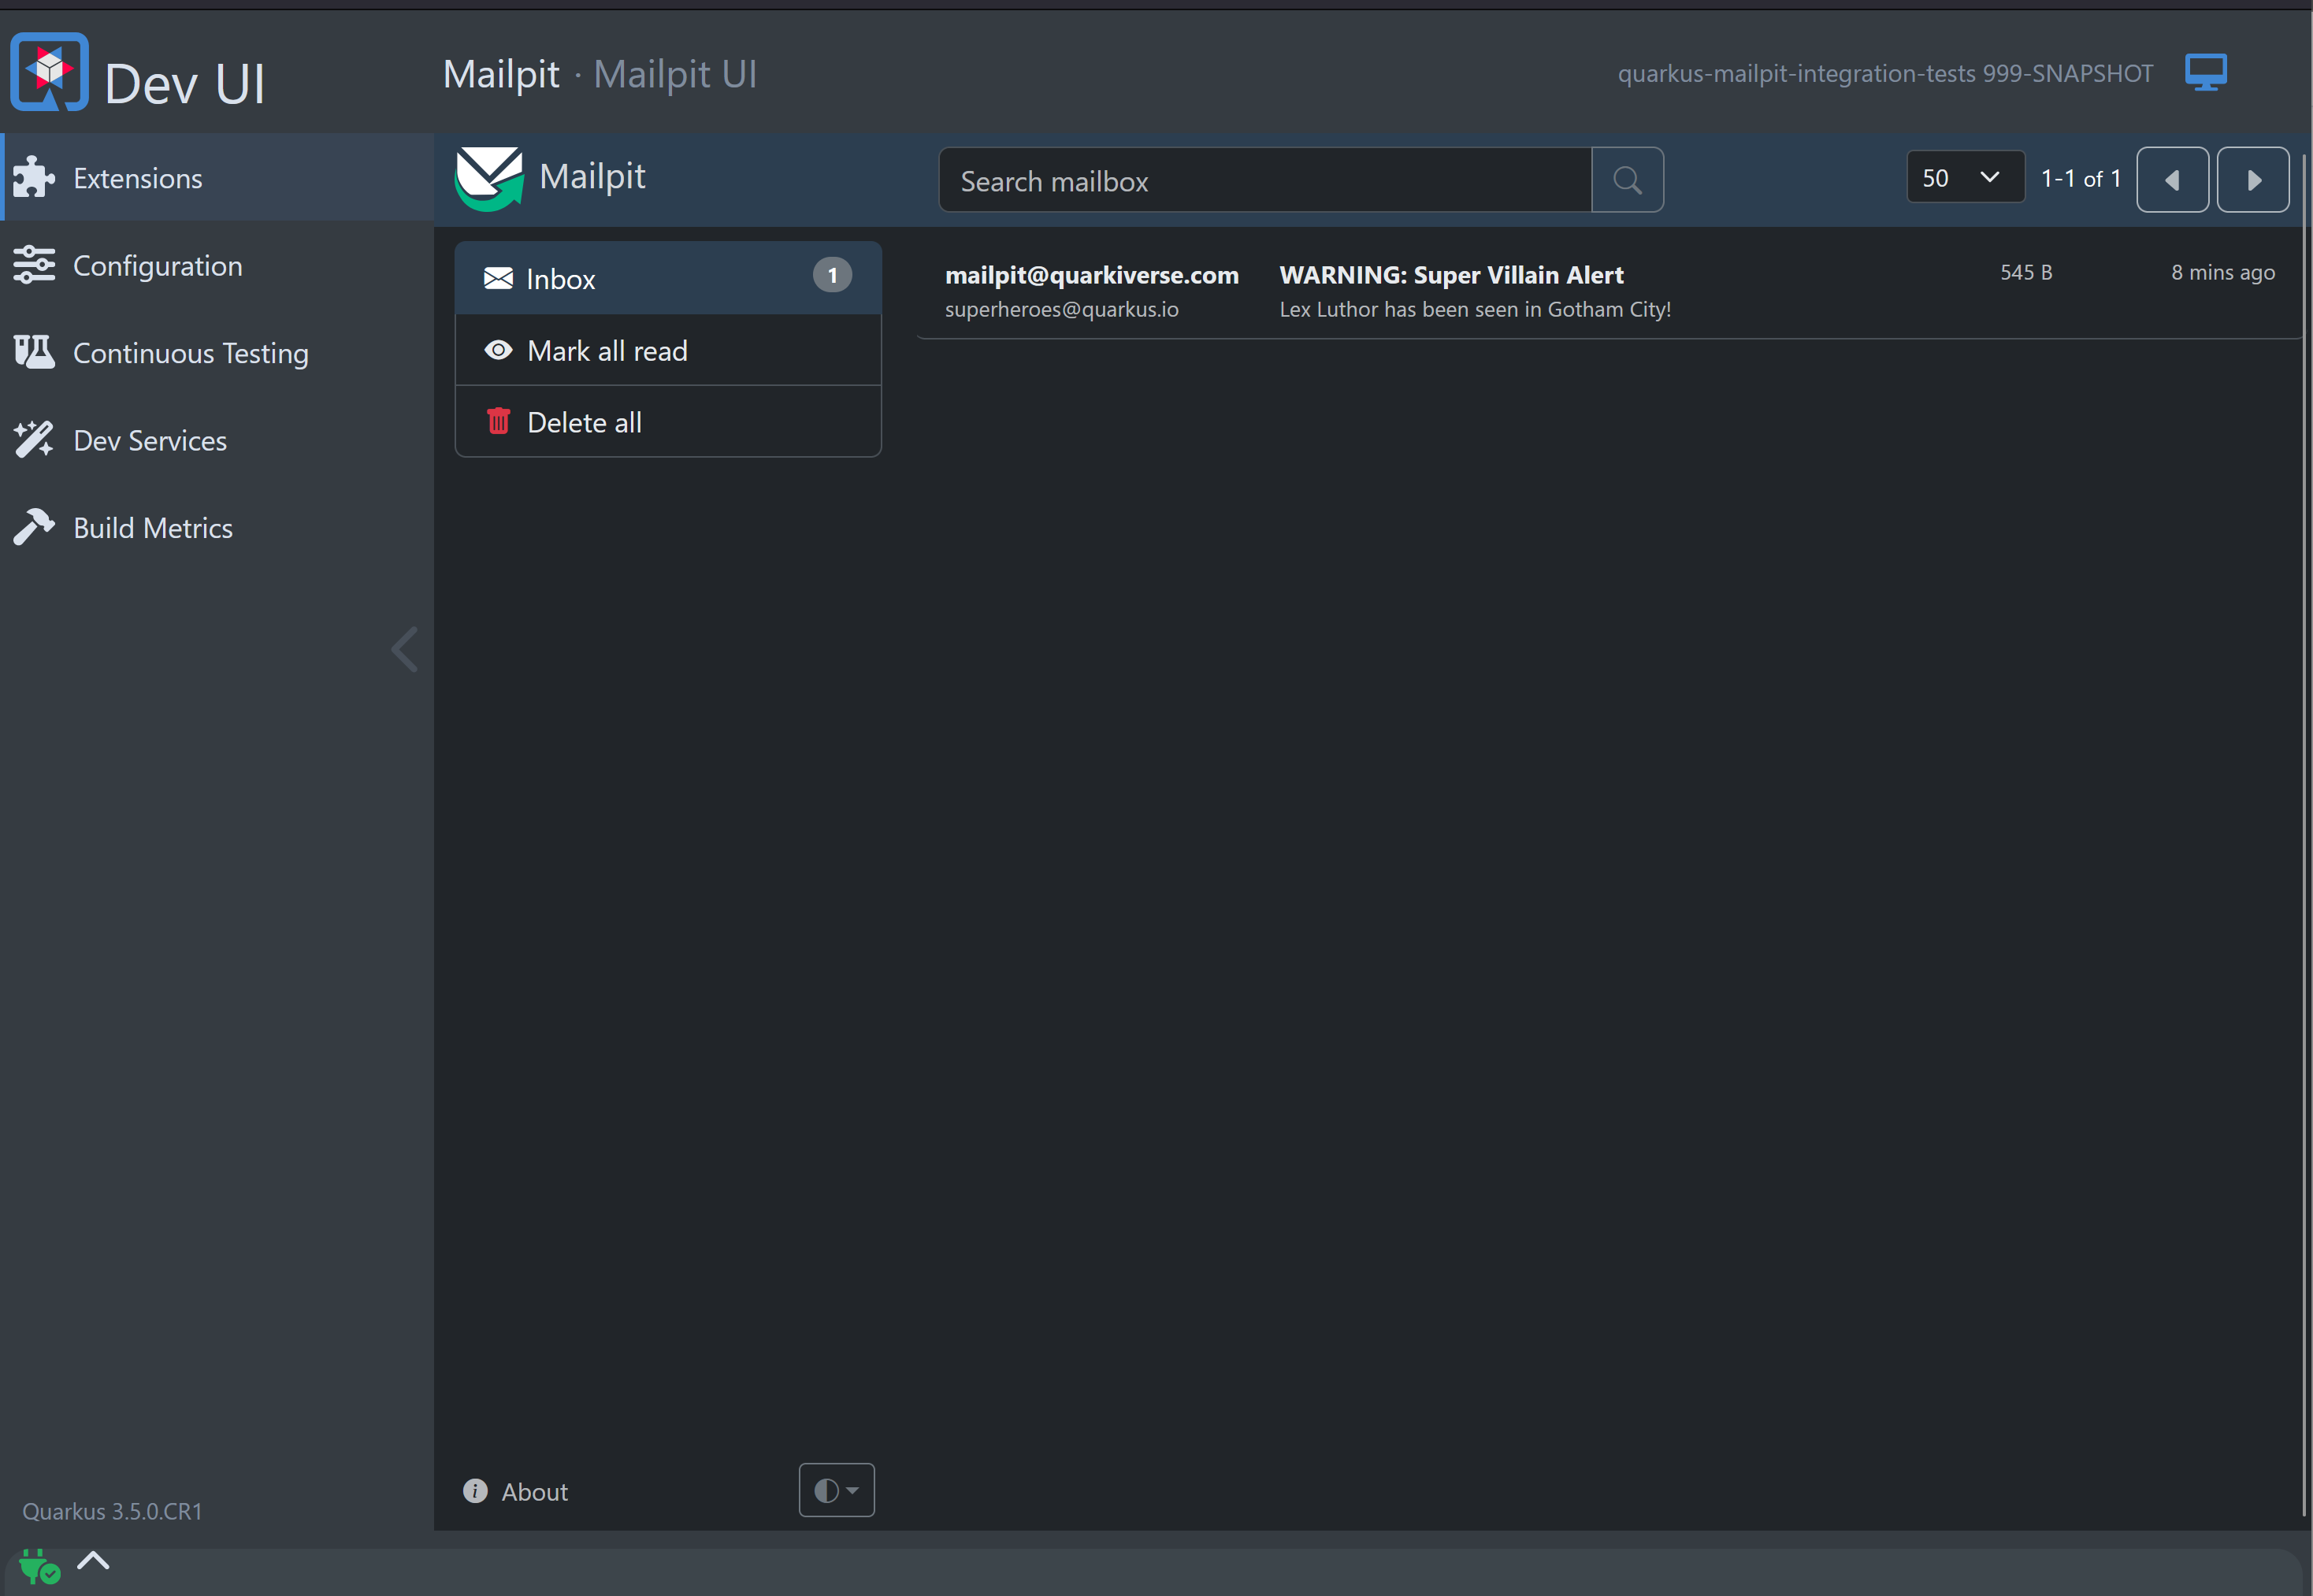 Dev UI
Mailpit · Mailpit UI
quarkus-mailpit-integration-tests 999-SNAPSHOT
Extensions
Configuration
Continuous Testing
Dev Services
Build Metrics
Quarkus 3.5.0.CR1
Mailpit
Search mailbox
50
1-1 of 1
Inbox 1
Mark all read
Delete all
mailpit@quarkiverse.com WARNING: Super Villain Alert 545 B 8 mins ago
superheroes@quarkus.io Lex Luthor has been seen in Gotham City!
About